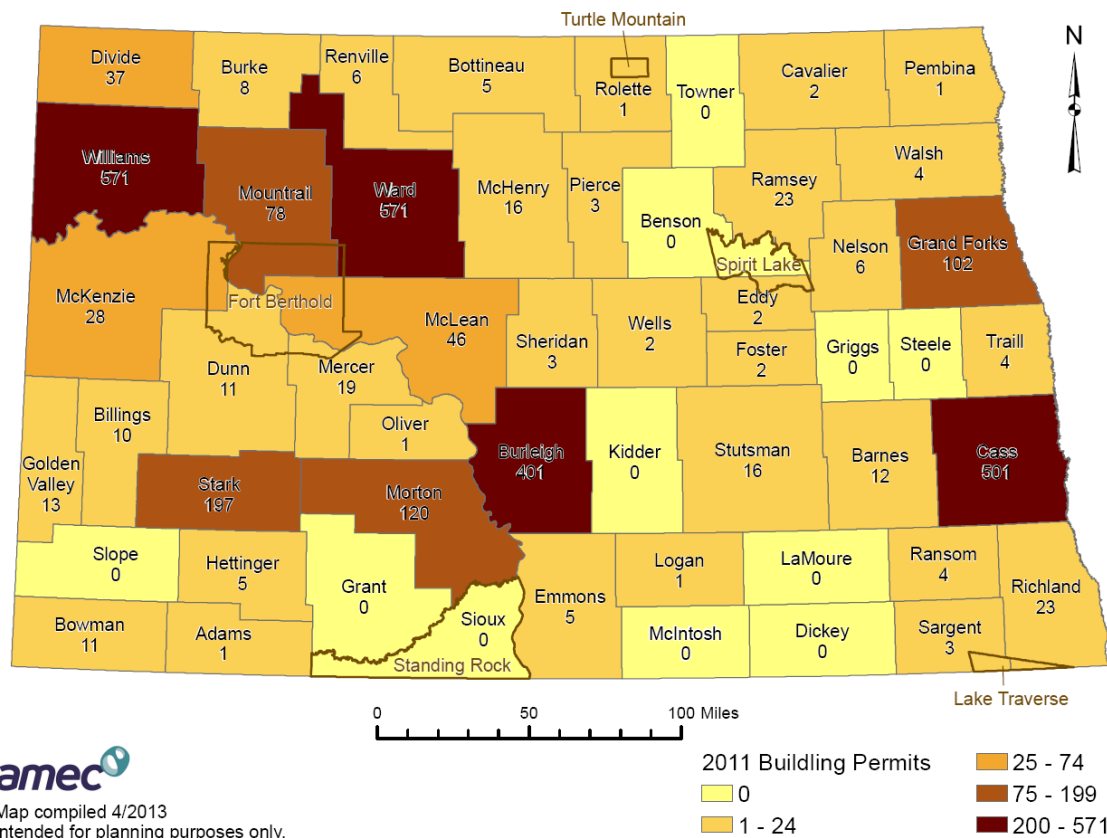 Turtle Mountain
N
Divide
37
Burke
8
Renville
6
Bottineau
5
Rolette
1
Towner
0
Cavalier
2
Pembina
1
Williams
571
Mountrail
78
Ward
571
McHenry
16
Pierce
3
Benson
0
Ramsey
23
Walsh
4
Spirit Lake
Nelson
6
Grand Forks
102
McKenzie
28
Fort Berthold
Dunn
11
Mercer
19
McLean
46
Sheridan
3
Wells
2
Eddy
2
Foster
2
Griggs
0
Steele
0
Traill
4
Golden
Valley
13
Billings
10
Oliver
1
Burleigh
401
Kidder
0
Stutsman
16
Barnes
12
Cass
501
Stark
197
Morton
120
Slope
0
Hettinger
5
Grant
0
Sioux
0
Emmons
5
Logan
1
LaMoure
0
Ransom
4
Richland
23
Bowman
11
Adams
1
Standing Rock
McIntosh
0
Dickey
0
Sargent
3
Lake Traverse
0 50 100 Miles
amec
Map compiled 4/2013
intended for planning purposes only.
2011 Buildling Permits
0
1 - 24
25 - 74
75 - 199
200 - 571